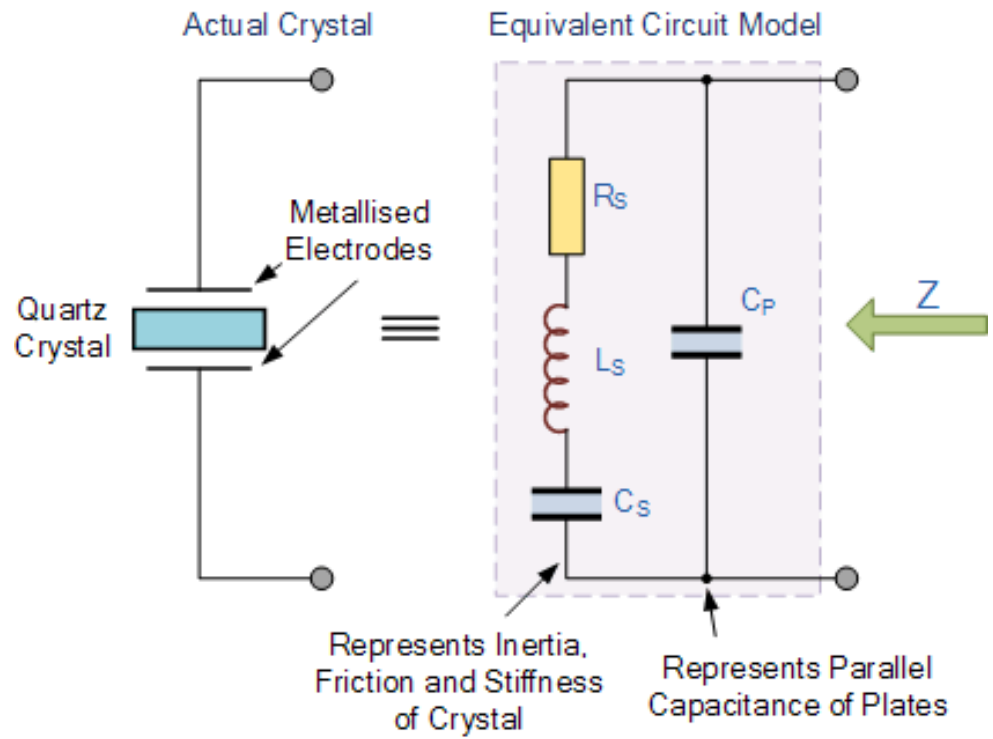 Actual Crystal
Equivalent Circuit Model
Metallised
Electrodes
Quartz
Crystal
RS
LS
CS
CP
Z
Represents Inertia,
Friction and Stiffness
of Crystal
Represents Parallel
Capacitance of Plates